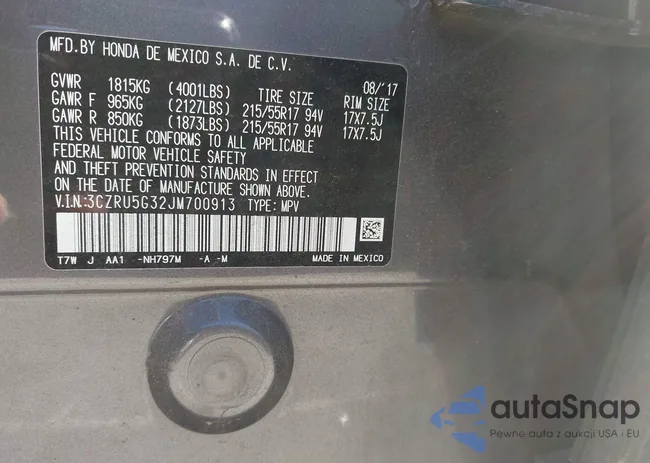 MFD.BY HONDA DE MEXICO S.A. DE C.V.
08/'17
GVWR 1815KG (4001LBS) TIRE SIZE RIM SIZE
GAWR F 965KG (2127LBS) 215/55R17 94V 17X7.5J
GAWR R 850KG (1873LBS) 215/55R17 94V 17X7.5J
THIS VEHICLE CONFORMS TO ALL APPLICABLE
FEDERAL MOTOR VEHICLE SAFETY
AND THEFT PREVENTION STANDARDS IN EFFECT
ON THE DATE OF MANUFACTURE SHOWN ABOVE.
V.I.N:3CZRU5G32JM700913 TYPE: MPV
T7W J AA1 -NH797M -A -M MADE IN MEXICO
autaSnap
Pewne auta z aukcji USA i EU